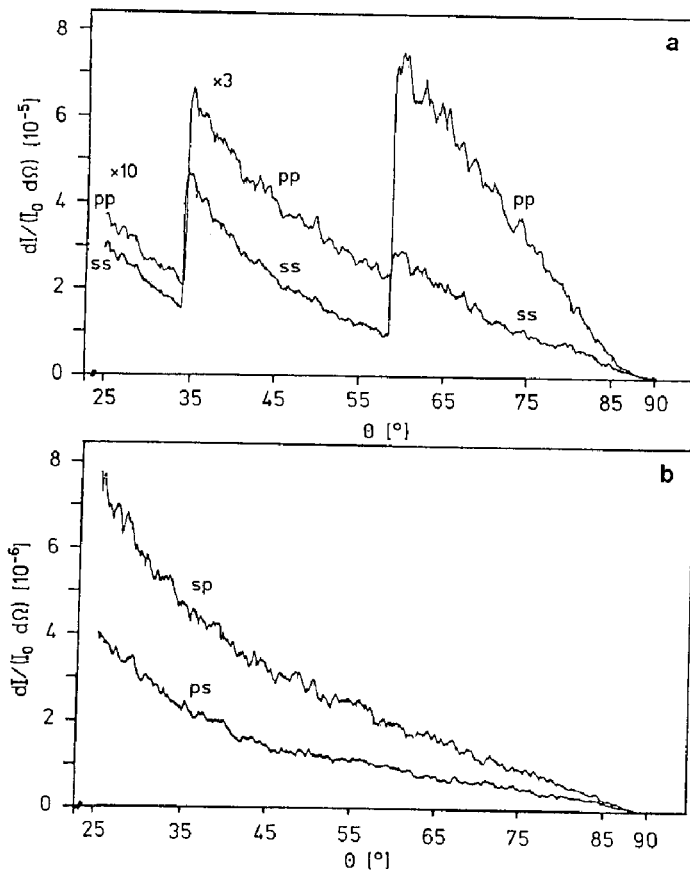 a
dI/(I₀ dΩ) [10⁻⁵]
8
6
4
2
0
×10
×3
pp
ss
pp
ss
pp
ss
25 35 45 55 65 75 85 90
θ [°]
b
dI/(I₀ dΩ) [10⁻⁶]
8
6
4
2
0
sp
ps
25 35 45 55 65 75 85 90
θ [°]